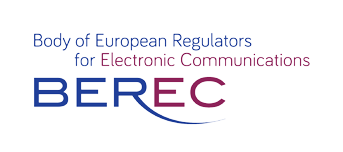 Body of European Regulators
for Electronic Communications
BEREC